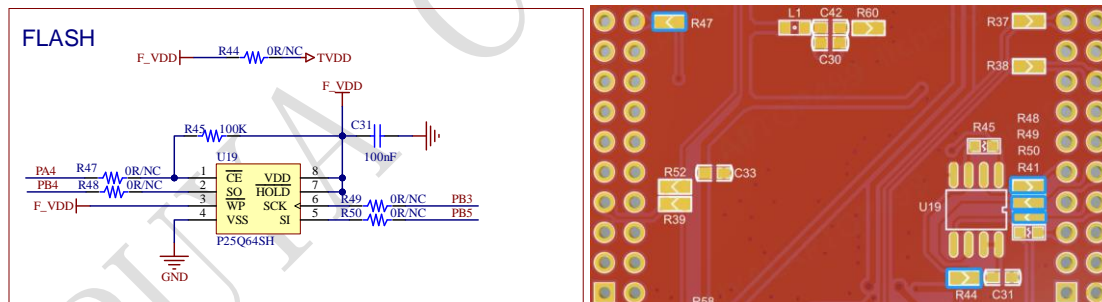 FLASH
F_VDD R44 0R/NC TVDD
F_VDD
R45 100K C31
100nF
U19
PA4 R47 0R/NC 1 CE VDD 8
PB4 R48 0R/NC 2 SO HOLD 7
F_VDD 3 WP SCK 6 R49 0R/NC PB3
4 VSS SI 5 R50 0R/NC PB5
P25Q64SH
GND
R47 L1 C42 R60 R37
C30
R38
R48
R45 R49
R50
R52 C33 R41
U19
R39
R44 C31
R58